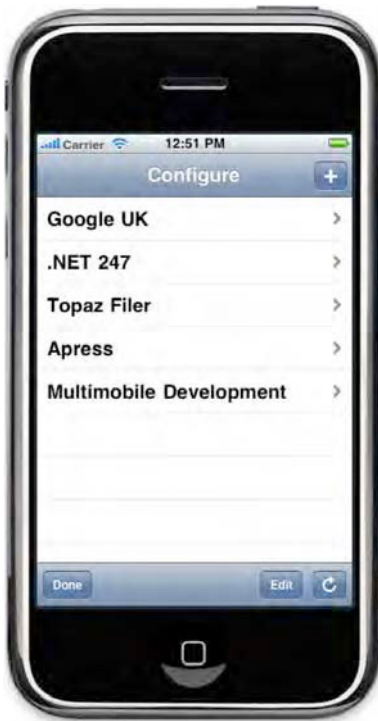 Carrier 12:51 PM
Configure +
Google UK
.NET 247
Topaz Filer
Apress
Multimobile Development
Done Edit